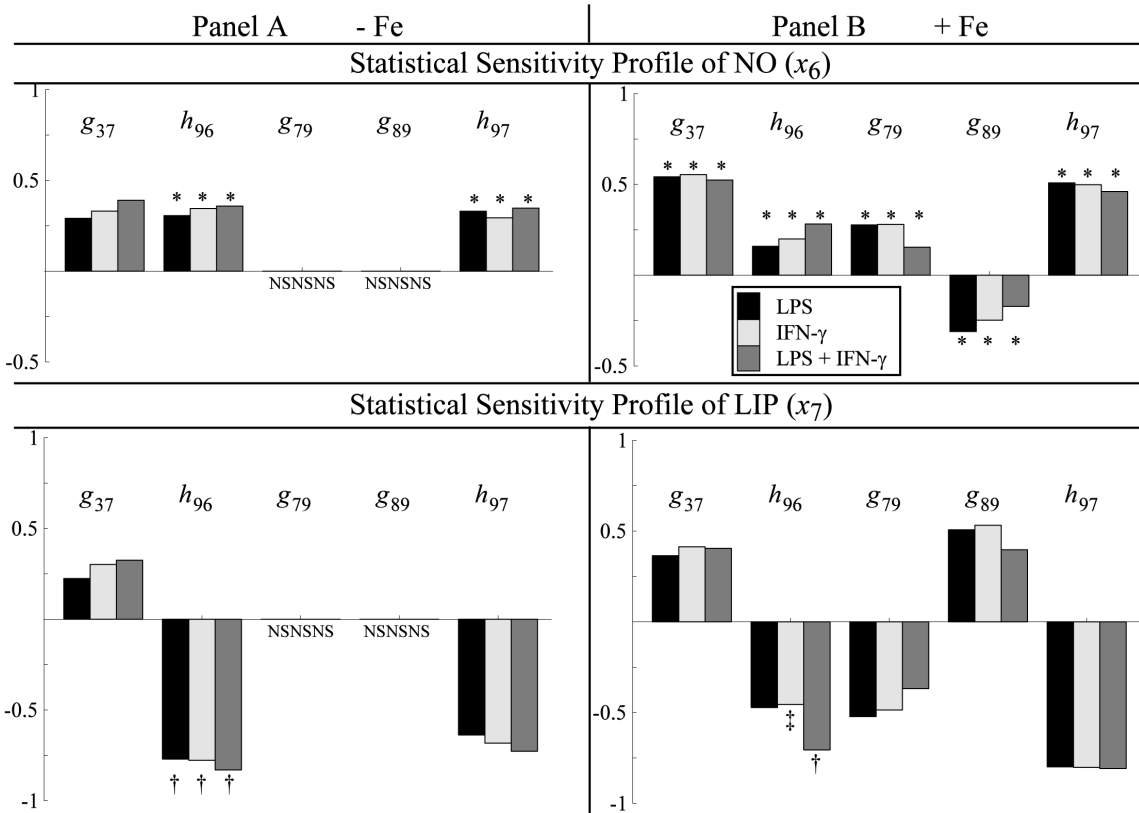 Panel A - Fe
Panel B + Fe
Statistical Sensitivity Profile of NO (x6)
1
0.5
-0.5
g37 h96 g79 g89 h97
* * * * * *
NSNSNS NSNSNS
1
0.5
-0.5
g37 h96 g79 g89 h97
* * * * * * * * * * * *
* * *
LPS
IFN-γ
LPS + IFN-γ
Statistical Sensitivity Profile of LIP (x7)
1
0.5
-0.5
-1
g37 h96 g79 g89 h97
NSNSNS NSNSNS
† † †
1
0.5
-0.5
-1
g37 h96 g79 g89 h97
‡
†